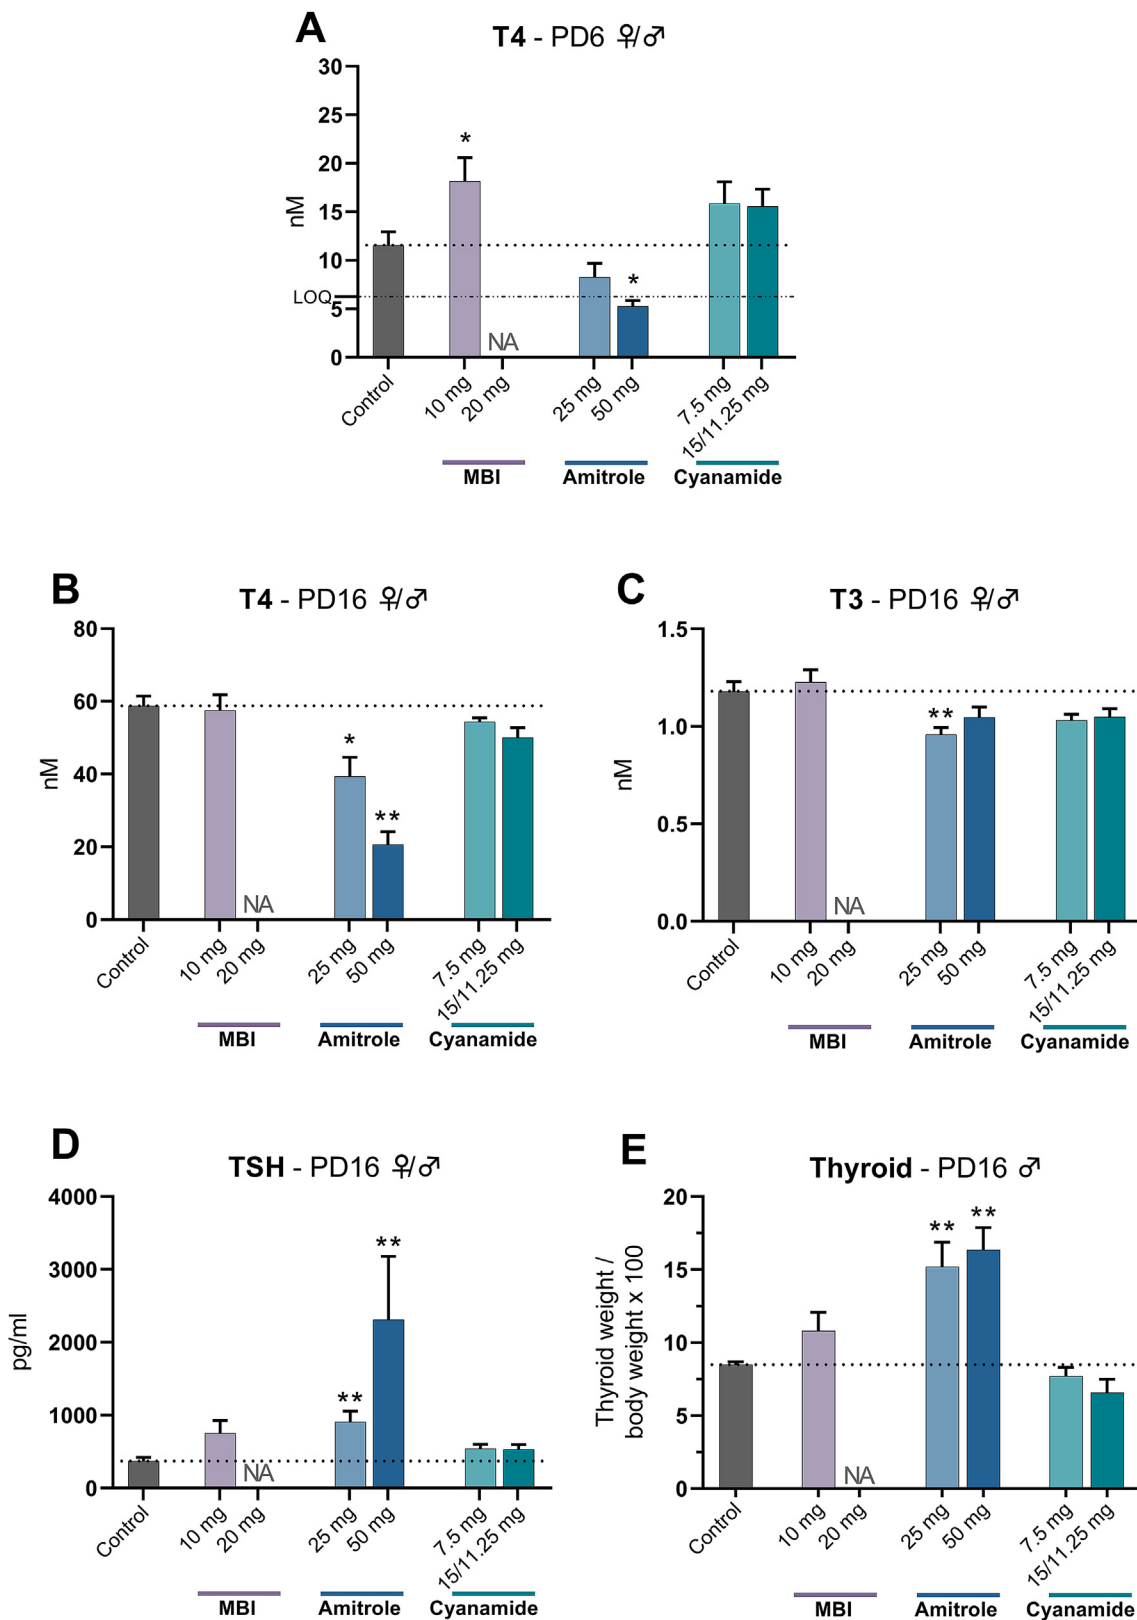 A
T4 - PD6 ♀/♂
30
25
20
15
10
5
0
nM
LOQ
*
*
NA
Control
10 mg
20 mg
25 mg
50 mg
7.5 mg
15/11.25 mg
MBI
Amitrole
Cyanamide
B
T4 - PD16 ♀/♂
80
60
40
20
0
nM
*
**
NA
Control
10 mg
20 mg
25 mg
50 mg
7.5 mg
15/11.25 mg
MBI
Amitrole
Cyanamide
C
T3 - PD16 ♀/♂
1.5
1.0
0.5
0.0
nM
**
NA
Control
10 mg
20 mg
25 mg
50 mg
7.5 mg
15/11.25 mg
MBI
Amitrole
Cyanamide
D
TSH - PD16 ♀/♂
4000
3000
2000
1000
0
pg/ml
**
**
NA
Control
10 mg
20 mg
25 mg
50 mg
7.5 mg
15/11.25 mg
MBI
Amitrole
Cyanamide
E
Thyroid - PD16 ♂
20
15
10
5
0
Thyroid weight /
body weight x 100
**
**
NA
Control
10 mg
20 mg
25 mg
50 mg
7.5 mg
15/11.25 mg
MBI
Amitrole
Cyanamide